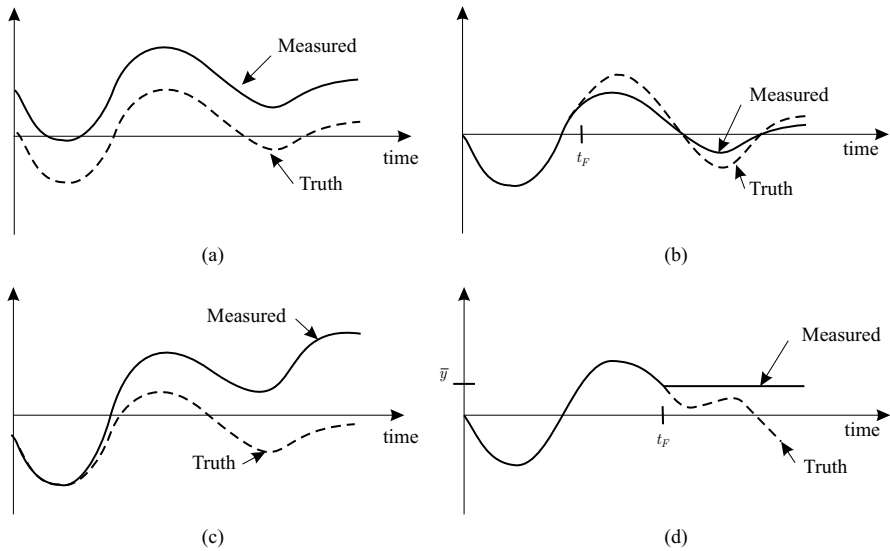 Measured
time
Truth
(a)
Measured
time
t_F
Truth
(b)
Measured
time
Truth
(c)
Measured
y̅
time
t_F
Truth
(d)